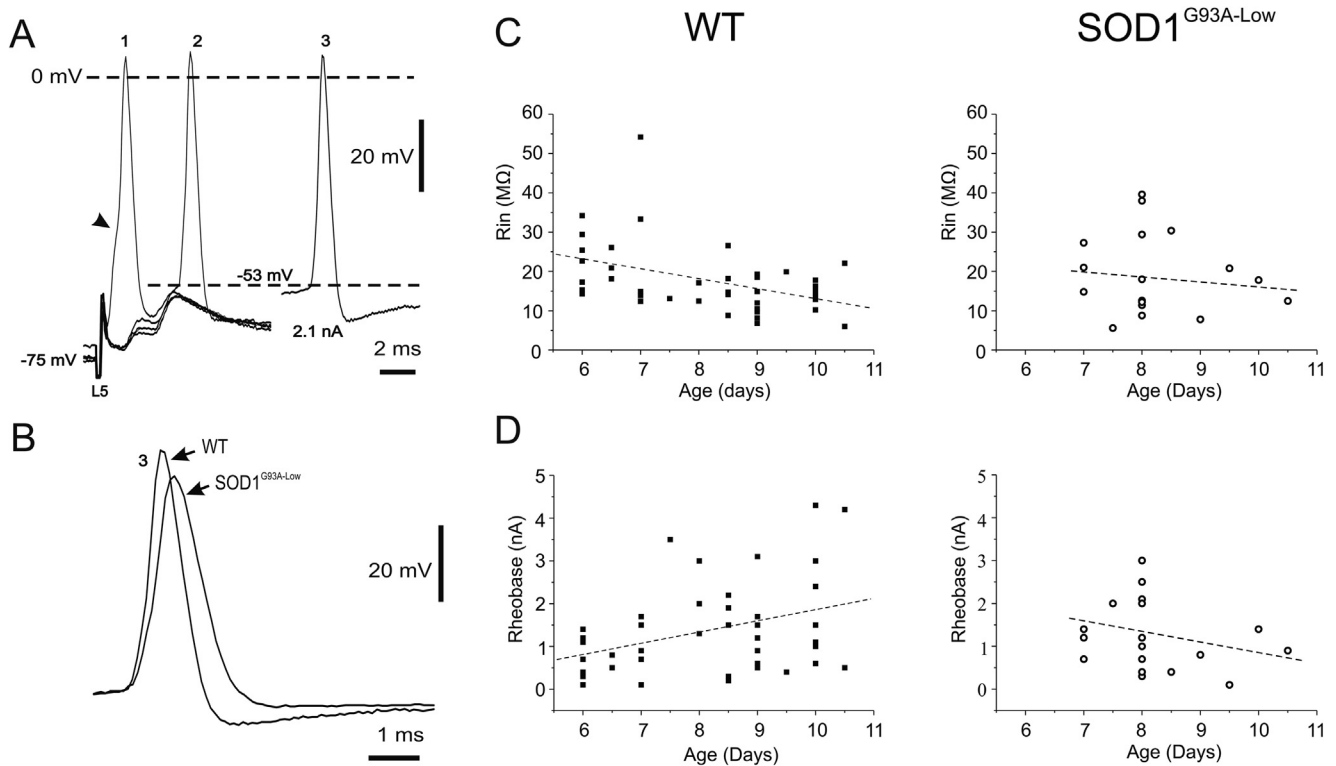 A
1
2
3
0 mV
20 mV
-53 mV
2.1 nA
2 ms
-75 mV
L5
B
3
WT
SOD1G93A-Low
20 mV
1 ms
C
WT
SOD1G93A-Low
Rin (MΩ)
60
50
40
30
20
10
0
6 7 8 9 10 11
Age (days)
Rin (MΩ)
60
50
40
30
20
10
0
6 7 8 9 10 11
Age (Days)
D
Rheobase (nA)
5
4
3
2
1
0
6 7 8 9 10 11
Age (Days)
Rheobase (nA)
5
4
3
2
1
0
6 7 8 9 10 11
Age (Days)